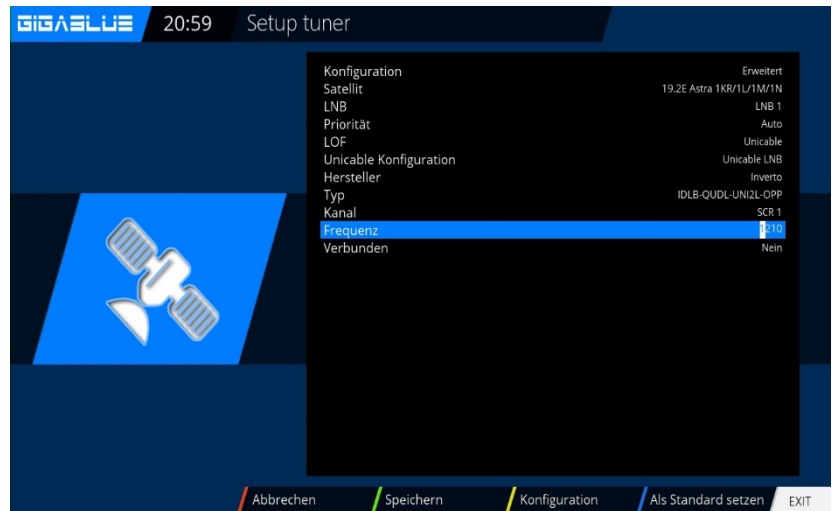 GIGABLUE 20:59 Setup tuner
Konfiguration Erweitert
Satellit 19.2E Astra 1KR/1L/1M/1N
LNB LNB 1
Priorität Auto
LOF Unicable
Unicable Konfiguration Unicable LNB
Hersteller Inverto
Typ IDLB-QUDL-UNI2L-OPP
Kanal SCR 1
Frequenz 1210
Verbunden Nein
Abbrechen Speichern Konfiguration Als Standard setzen EXIT